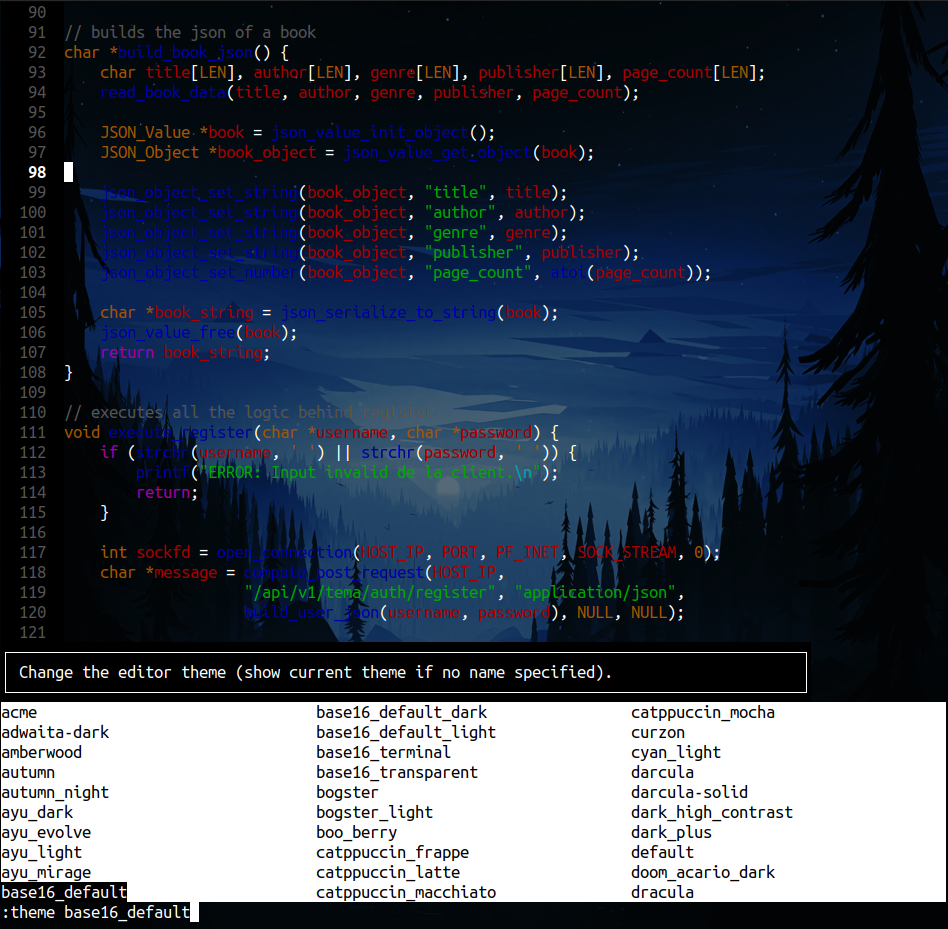 90
91 // builds the json of a book
92 char *build_book_json() {
93     char title[LEN], author[LEN], genre[LEN], publisher[LEN], page_count[LEN];
94     read_book_data(title, author, genre, publisher, page_count);
95
96     JSON_Value *book = json_value_init_object();
97     JSON_Object *book_object = json_value_get_object(book);
98
99     json_object_set_string(book_object, "title", title);
100     json_object_set_string(book_object, "author", author);
101     json_object_set_string(book_object, "genre", genre);
102     json_object_set_string(book_object, "publisher", publisher);
103     json_object_set_number(book_object, "page_count", atoi(page_count));
104
105     char *book_string = json_serialize_to_string(book);
106     json_value_free(book);
107     return book_string;
108 }
109
110 // executes all the logic behind register
111 void execute_register(char *username, char *password) {
112     if (strchr(username, ' ') || strchr(password, ' ')) {
113         printf("ERROR: Input invalid de la client.\n");
114         return;
115     }
116
117     int sockfd = open_connection(HOST_IP, PORT, PF_INET, SOCK_STREAM, 0);
118     char *message = compute_post_request(HOST_IP,
119                     "/api/v1/tema/auth/register", "application/json",
120                     build_user_json(username, password), NULL, NULL);
121
Change the editor theme (show current theme if no name specified).
acme base16_default_dark catppuccin_mocha
adwaita-dark base16_default_light curzon
amberwood base16_terminal cyan_light
autumn base16_transparent darcula
autumn_night bogster darcula-solid
ayu_dark bogster_light dark_high_contrast
ayu_evolve boo_berry dark_plus
ayu_light catppuccin_frappe default
ayu_mirage catppuccin_latte doom_acario_dark
base16_default catppuccin_macchiato dracula
:theme base16_default